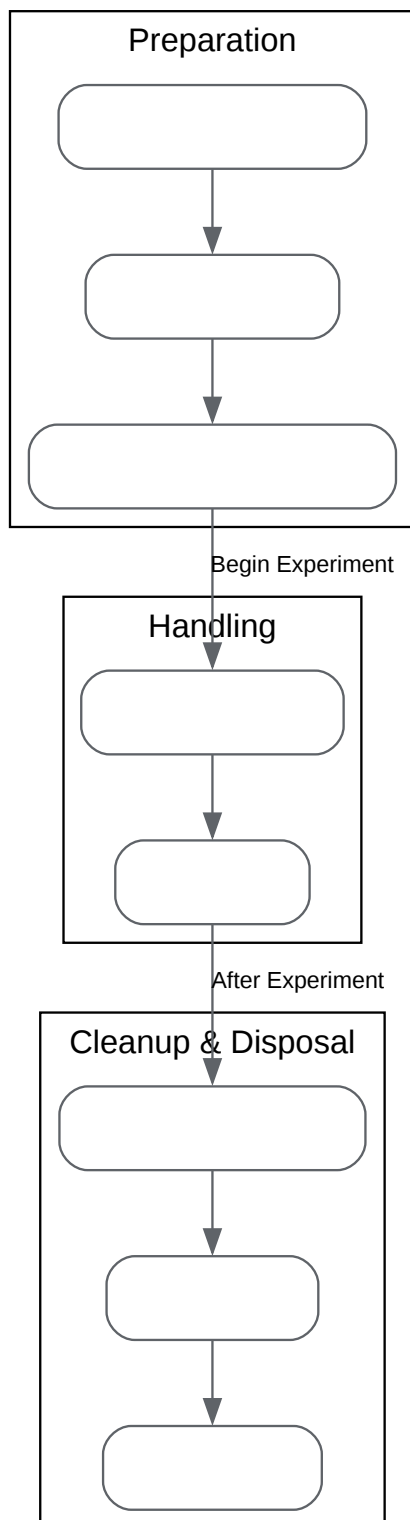 Preparation
Begin Experiment
Handling
After Experiment
Cleanup & Disposal